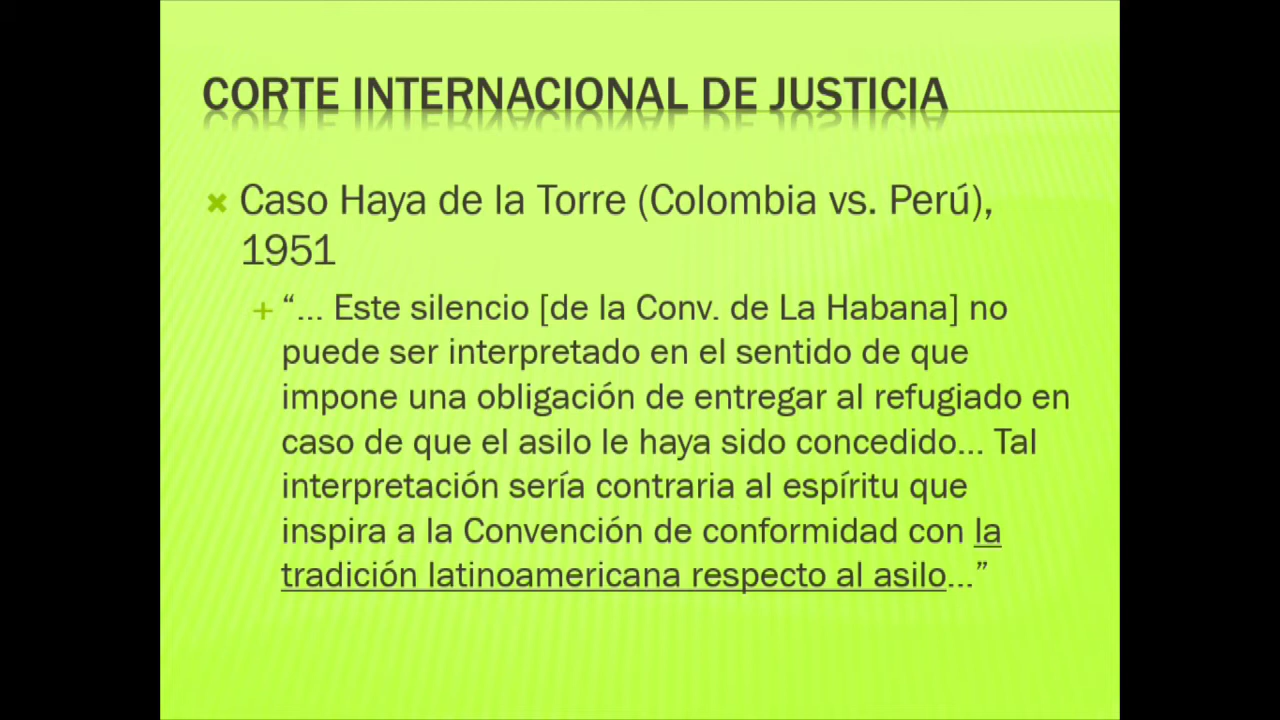 CORTE INTERNACIONAL DE JUSTICIA
Caso Haya de la Torre (Colombia vs. Perú),
1951
“... Este silencio [de la Conv. de La Habana] no
puede ser interpretado en el sentido de que
impone una obligación de entregar al refugiado en
caso de que el asilo le haya sido concedido... Tal
interpretación sería contraria al espíritu que
inspira a la Convención de conformidad con la
tradición latinoamericana respecto al asilo...”